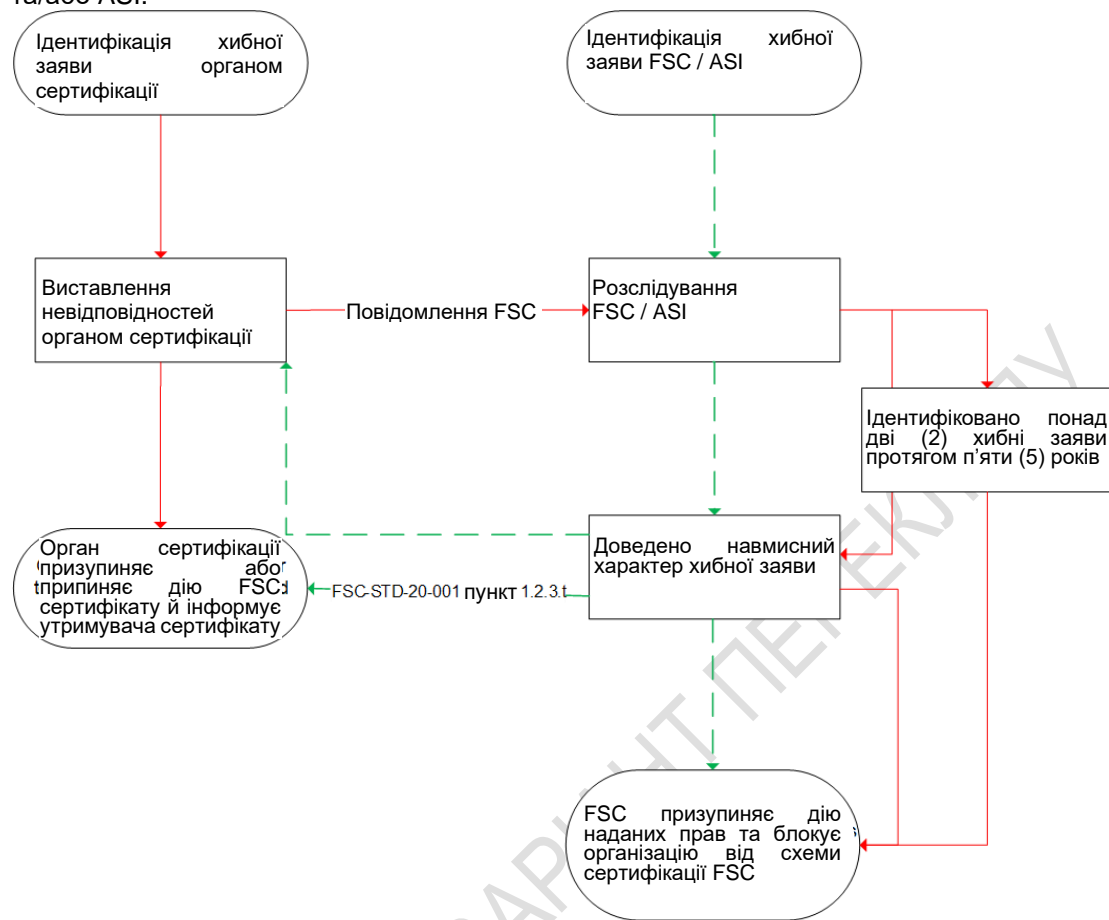 та/або ASI.
Ідентифікація хибної
заяви органом
сертифікації
Ідентифікація хибної
заяви FSC / ASI
Виставлення
невідповідностей
органом сертифікації
Повідомлення FSC
Розслідування
FSC / ASI
Ідентифіковано понад
дві (2) хибні заяви
протягом п’яти (5) років
Орган сертифікації
призупиняє або
припиняє дію FSC
сертифікату й інформує
утримувача сертифікату
FSC-STD-20-001 пункт 1.2.3.t
Доведено навмисний
характер хибної заяви
FSC призупиняє дію
наданих прав та блокує
організацію від схеми
сертифікації FSC